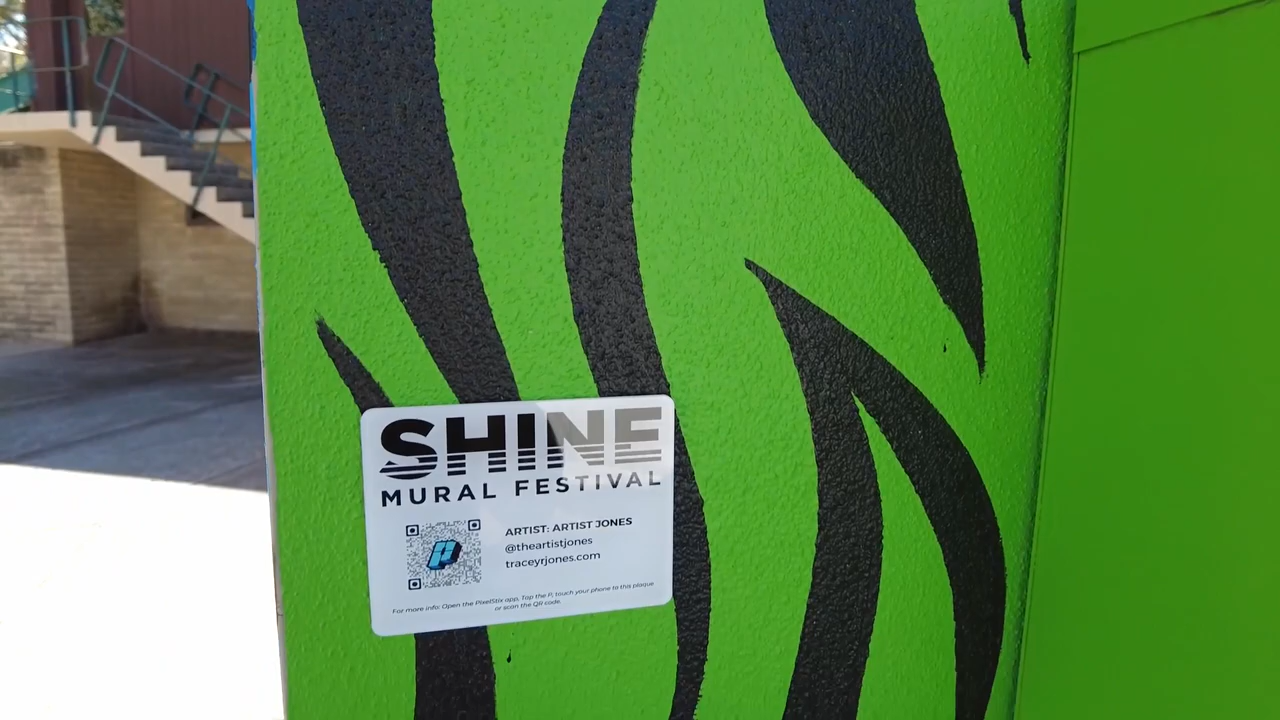 SHINE
MURAL FESTIVAL
ARTIST: ARTIST JONES
@theartistjones
traceyrjones.com
For more info: Open the PixelStix app, Tap the P, touch your phone to this plaque
or scan the QR code.